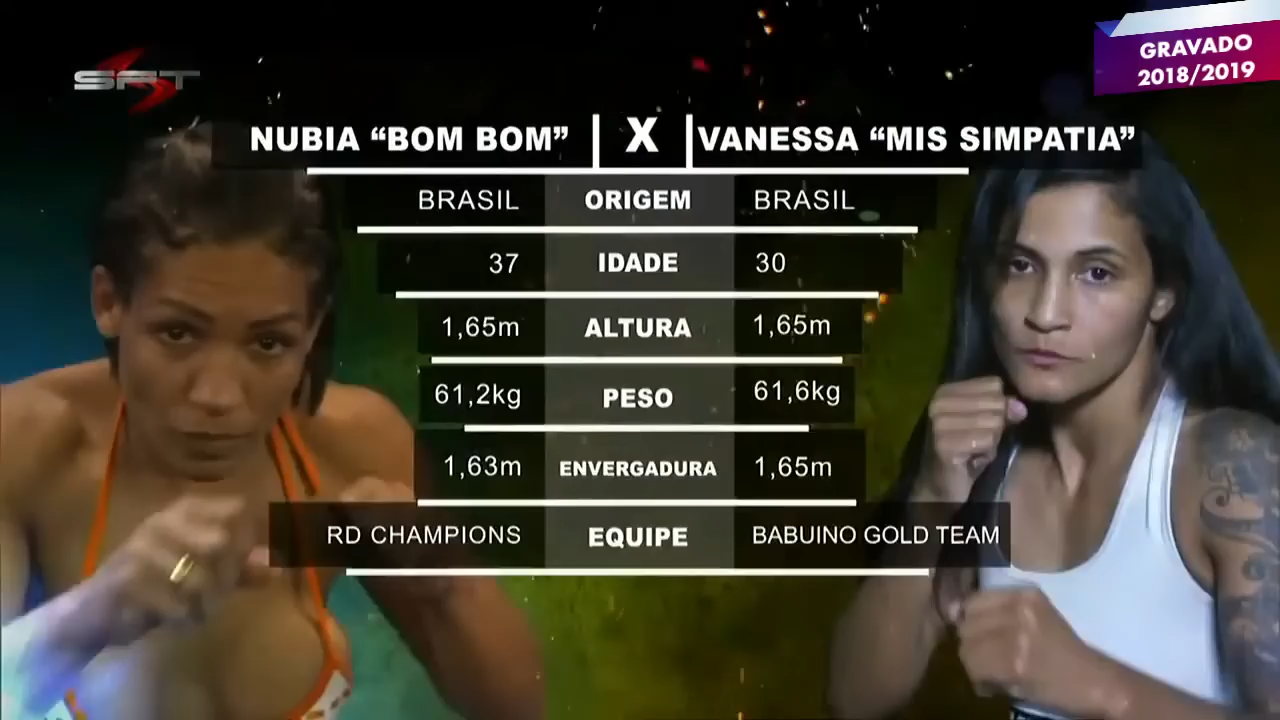 SFT
GRAVADO
2018/2019
NUBIA “BOM BOM” | X | VANESSA “MIS SIMPATIA”
BRASIL ORIGEM BRASIL
37 IDADE 30
1,65m ALTURA 1,65m
61,2kg PESO 61,6kg
1,63m ENVERGADURA 1,65m
RD CHAMPIONS EQUIPE BABUINO GOLD TEAM